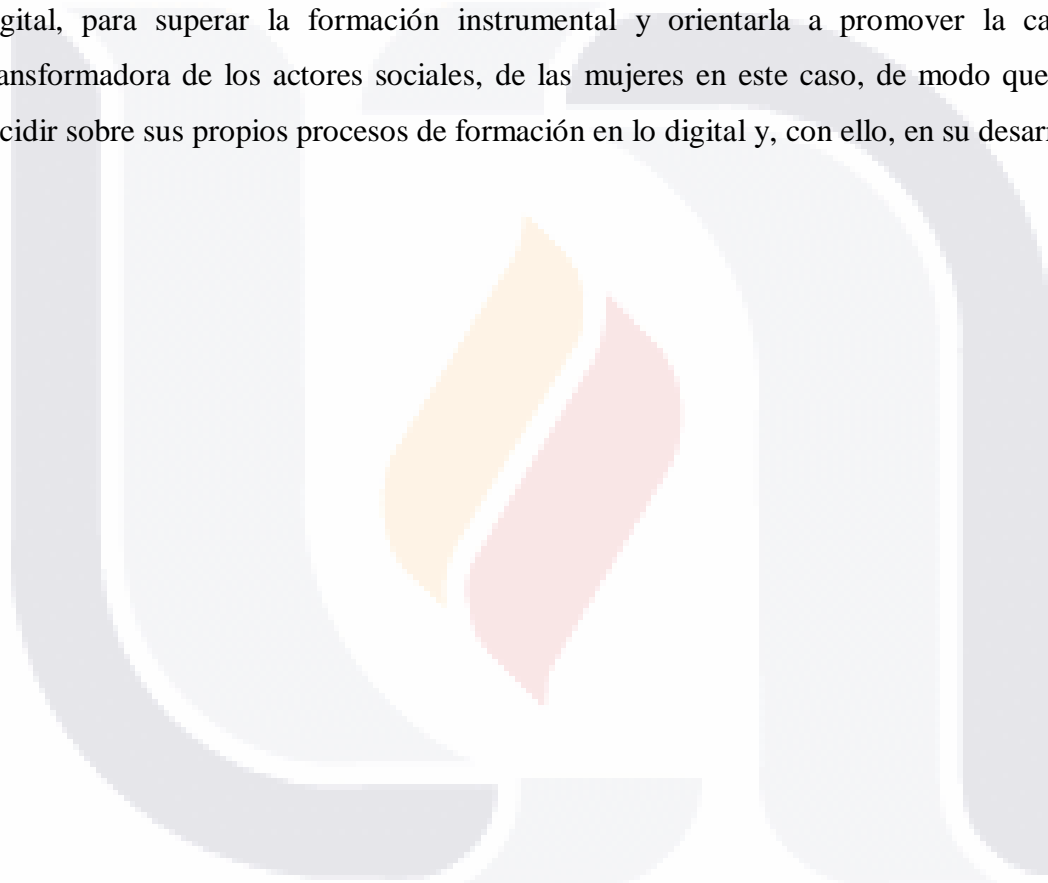 gital, para superar la formación instrumental y orientarla a promover la ca
ansformadora de los actores sociales, de las mujeres en este caso, de modo que
cidir sobre sus propios procesos de formación en lo digital y, con ello, en su desar